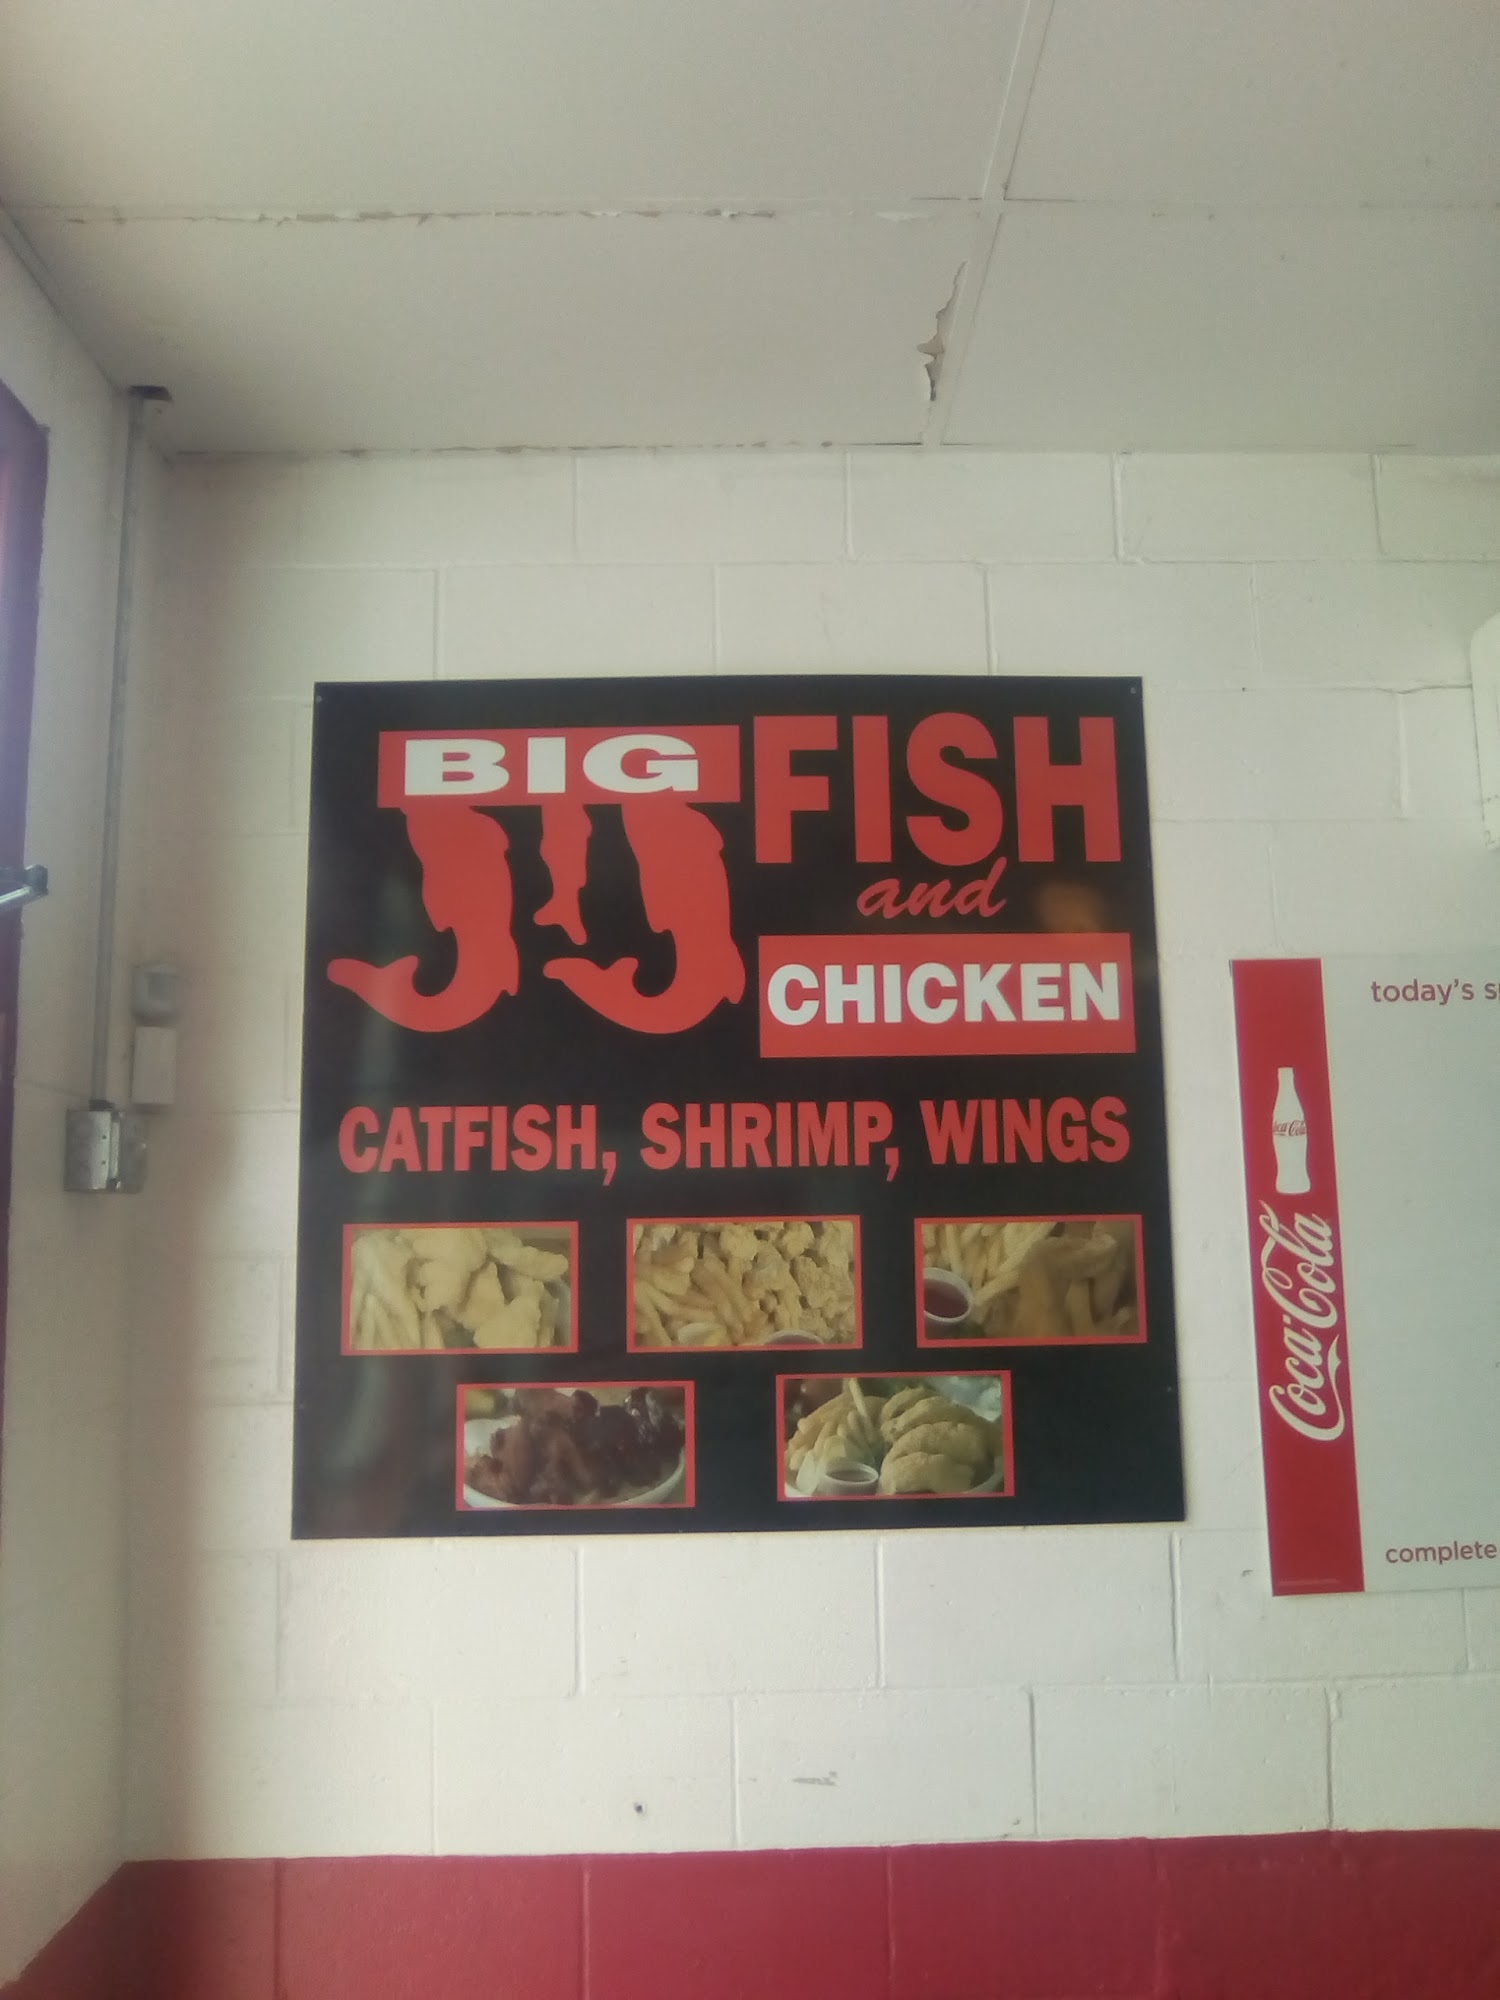 BIG
JJ
FISH
and
CHICKEN
CATFISH, SHRIMP, WINGS
today's
Coca-Cola
Coca-Cola
complete